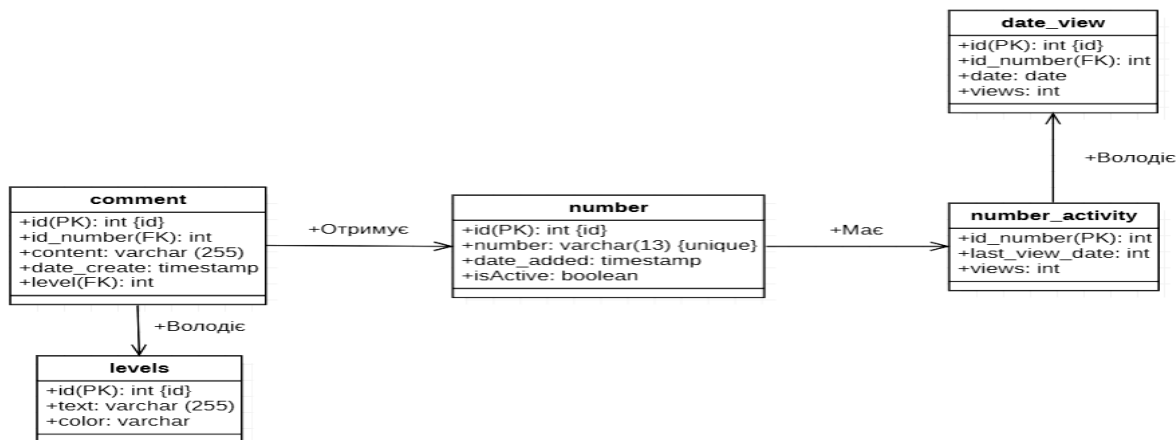 date_view
+id(PK): int {id}
+id_number(FK): int
+date: date
+views: int
+Володіє
comment
+id(PK): int {id}
+id_number(FK): int
+content: varchar (255)
+date_create: timestamp
+level(FK): int
+Отримує
number
+id(PK): int {id}
+number: varchar(13) {unique}
+date_added: timestamp
+isActive: boolean
+Має
number_activity
+id_number(PK): int
+last_view_date: int
+views: int
+Володіє
levels
+id(PK): int {id}
+text: varchar (255)
+color: varchar